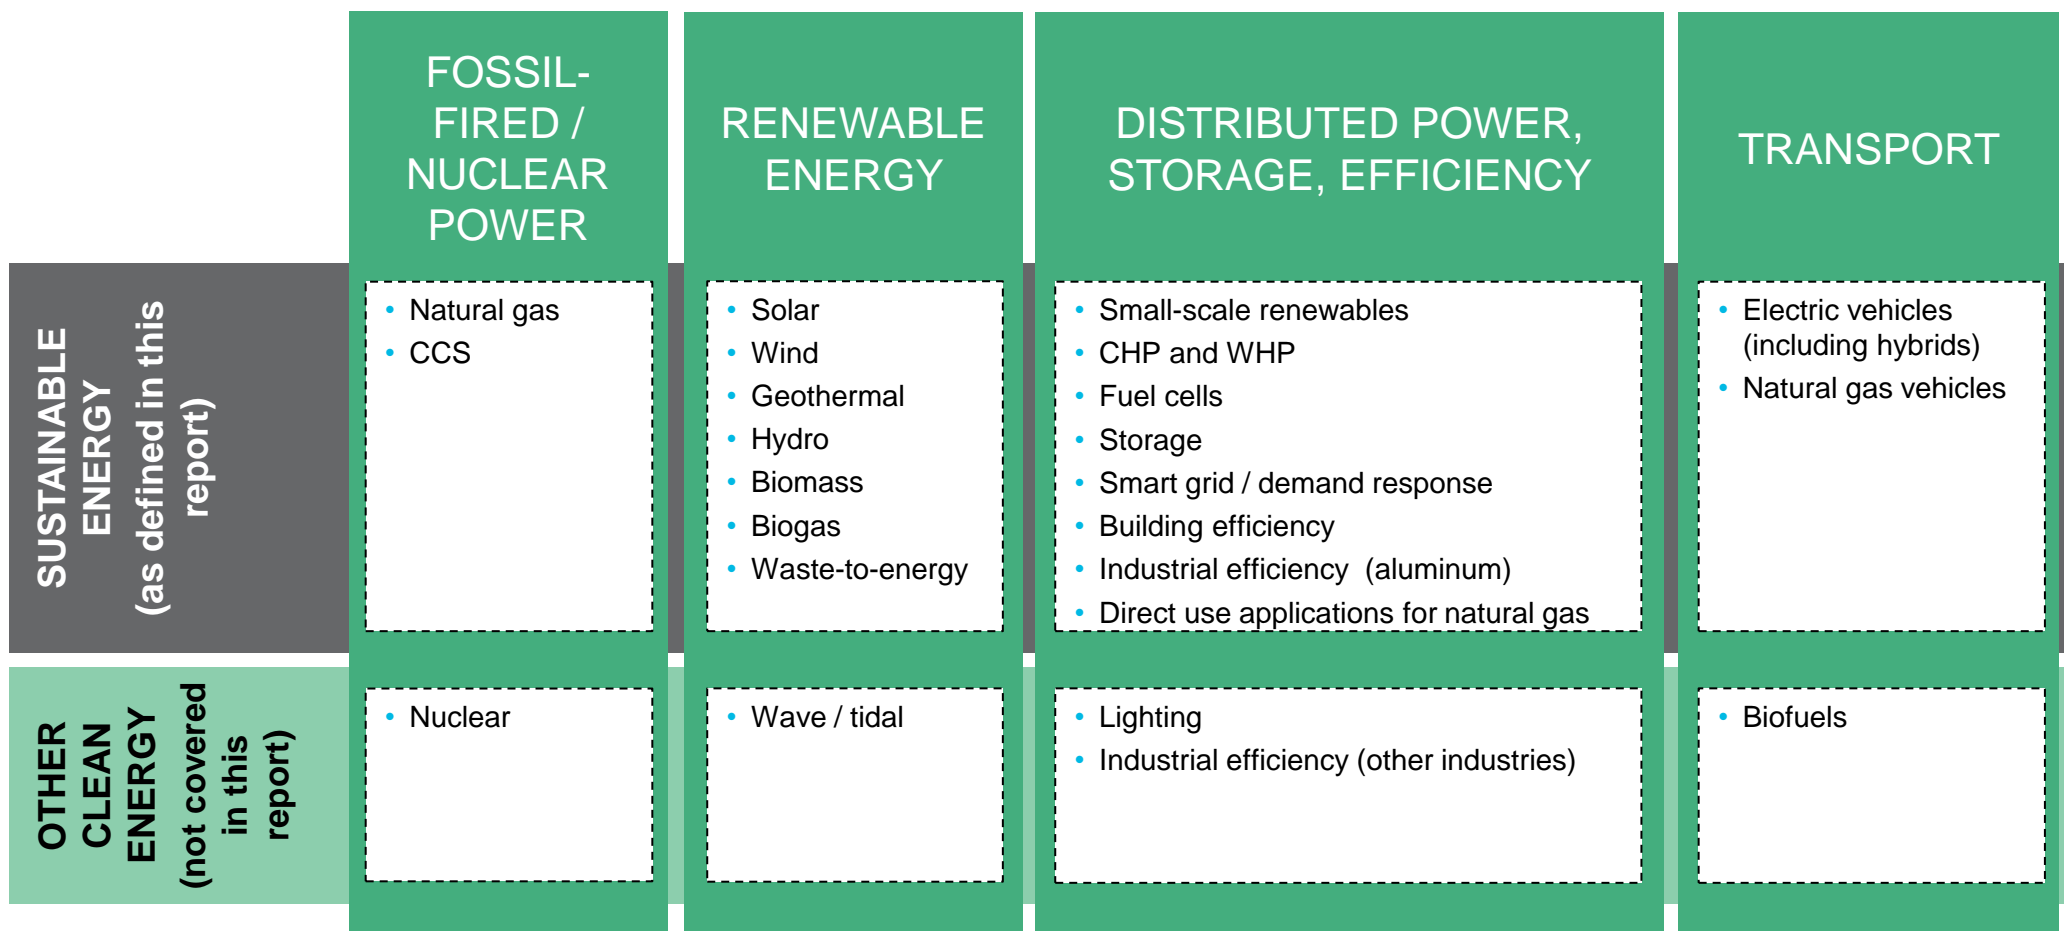 FOSSIL-
FIRED /
NUCLEAR
POWER
RENEWABLE
ENERGY
DISTRIBUTED POWER,
STORAGE, EFFICIENCY
TRANSPORT
SUSTAINABLE
ENERGY
(as defined in this
report)
• Natural gas
• CCS
• Solar
• Wind
• Geothermal
• Hydro
• Biomass
• Biogas
• Waste-to-energy
• Small-scale renewables
• CHP and WHP
• Fuel cells
• Storage
• Smart grid / demand response
• Building efficiency
• Industrial efficiency (aluminum)
• Direct use applications for natural gas
• Electric vehicles
(including hybrids)
• Natural gas vehicles
OTHER
CLEAN
ENERGY
(not covered
in this
report)
• Nuclear
• Wave / tidal
• Lighting
• Industrial efficiency (other industries)
• Biofuels